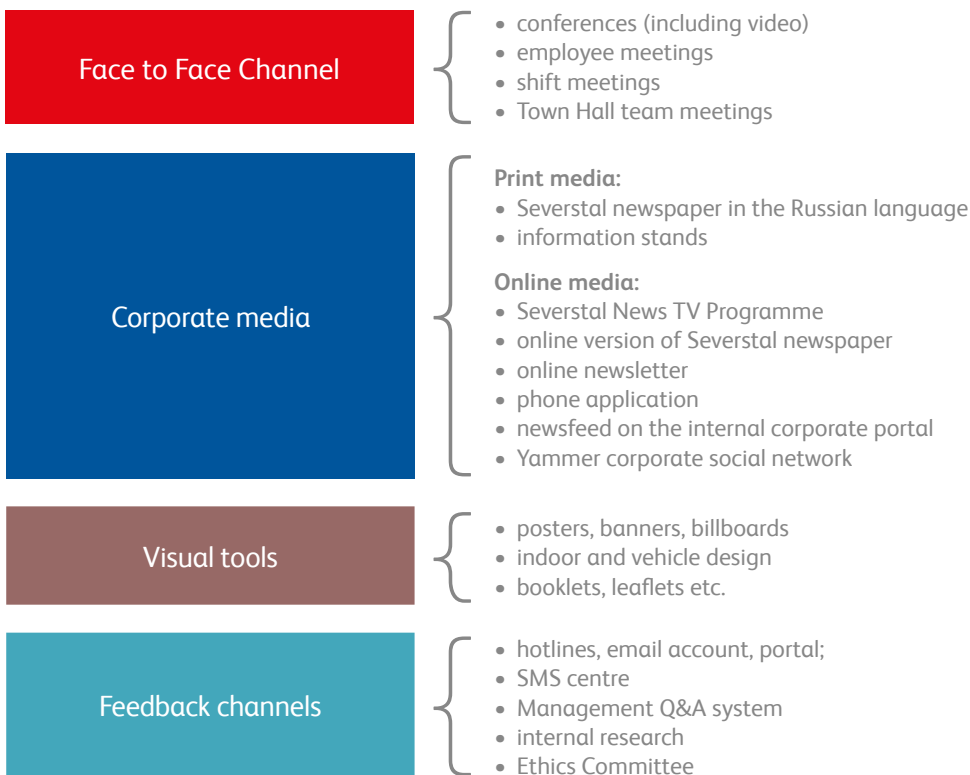 Face to Face Channel
• conferences (including video)
• employee meetings
• shift meetings
• Town Hall team meetings
Corporate media
Print media:
• Severstal newspaper in the Russian language
• information stands
Online media:
• Severstal News TV Programme
• online version of Severstal newspaper
• online newsletter
• phone application
• newsfeed on the internal corporate portal
• Yammer corporate social network
Visual tools
• posters, banners, billboards
• indoor and vehicle design
• booklets, leaflets etc.
Feedback channels
• hotlines, email account, portal;
• SMS centre
• Management Q&A system
• internal research
• Ethics Committee